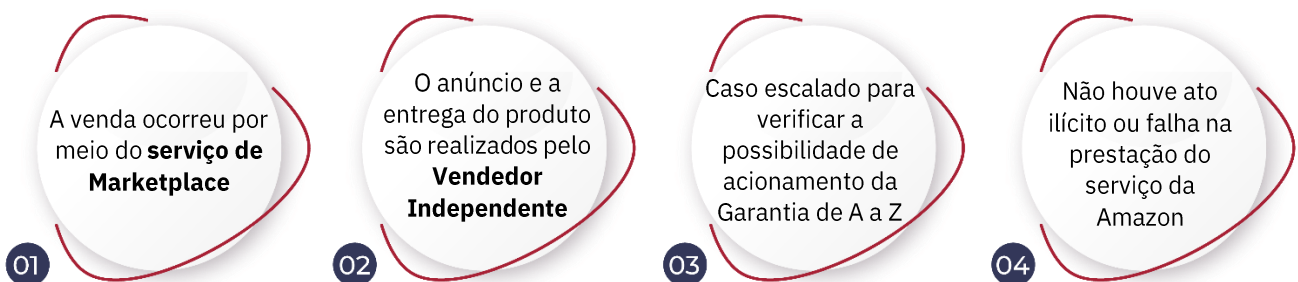 A venda ocorreu por
meio do serviço de
Marketplace
01
O anúncio e a
entrega do produto
são realizados pelo
Vendedor
Independente
02
Caso escalado para
verificar a
possibilidade de
acionamento da
Garantia de A a Z
03
Não houve ato
ilícito ou falha na
prestação do
serviço da
Amazon
04